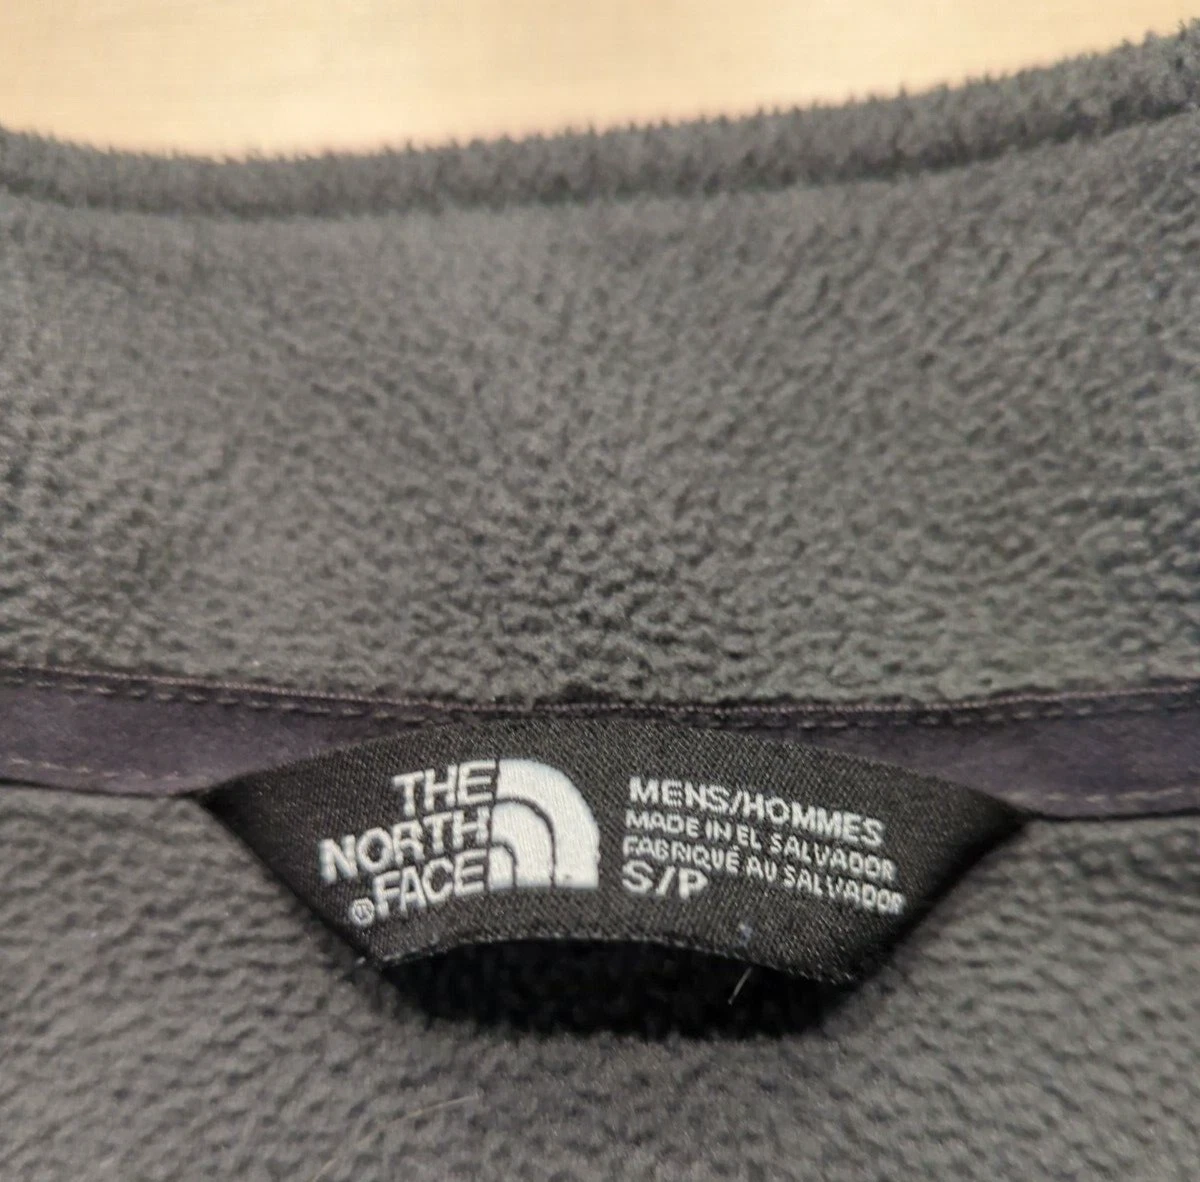 THE
NORTH
FACE
®
MENS/HOMMES
MADE IN EL SALVADOR
FABRIQUÉ AU SALVADOR
S/P